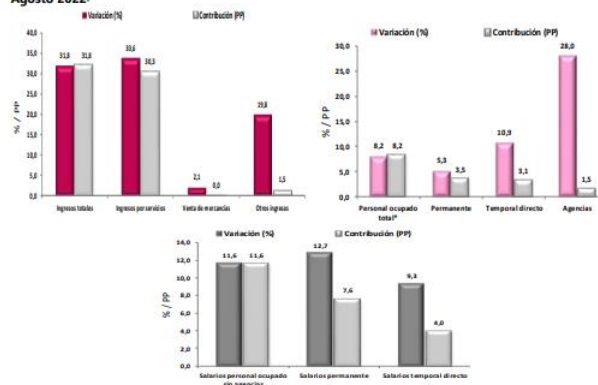 Agosto 2022
Variación (%) Contribución (PP)
% / PP
40,0
35,0
30,0
25,0
20,0
15,0
10,0
5,0
0,0
31,8 31,8
33,6 30,5
2,1 0,0
19,8 1,5
Ingresos totales Ingresos por servicios Venta de mercancías Otros ingresos
Variación (%) Contribución (PP)
% / PP
30,0
25,0
20,0
15,0
10,0
5,0
0,0
8,2 8,2
5,3 3,5
10,9 3,1
28,0 1,5
Personal ocupado Permanente Temporal directo Agencias
total*
Variación (%) Contribución (PP)
% / PP
14,0
12,0
10,0
8,0
6,0
4,0
2,0
0,0
11,6 11,6
12,7 7,6
9,3 4,0
Salarios personal ocupado Salarios permanente Salarios temporal directo
sin agencias